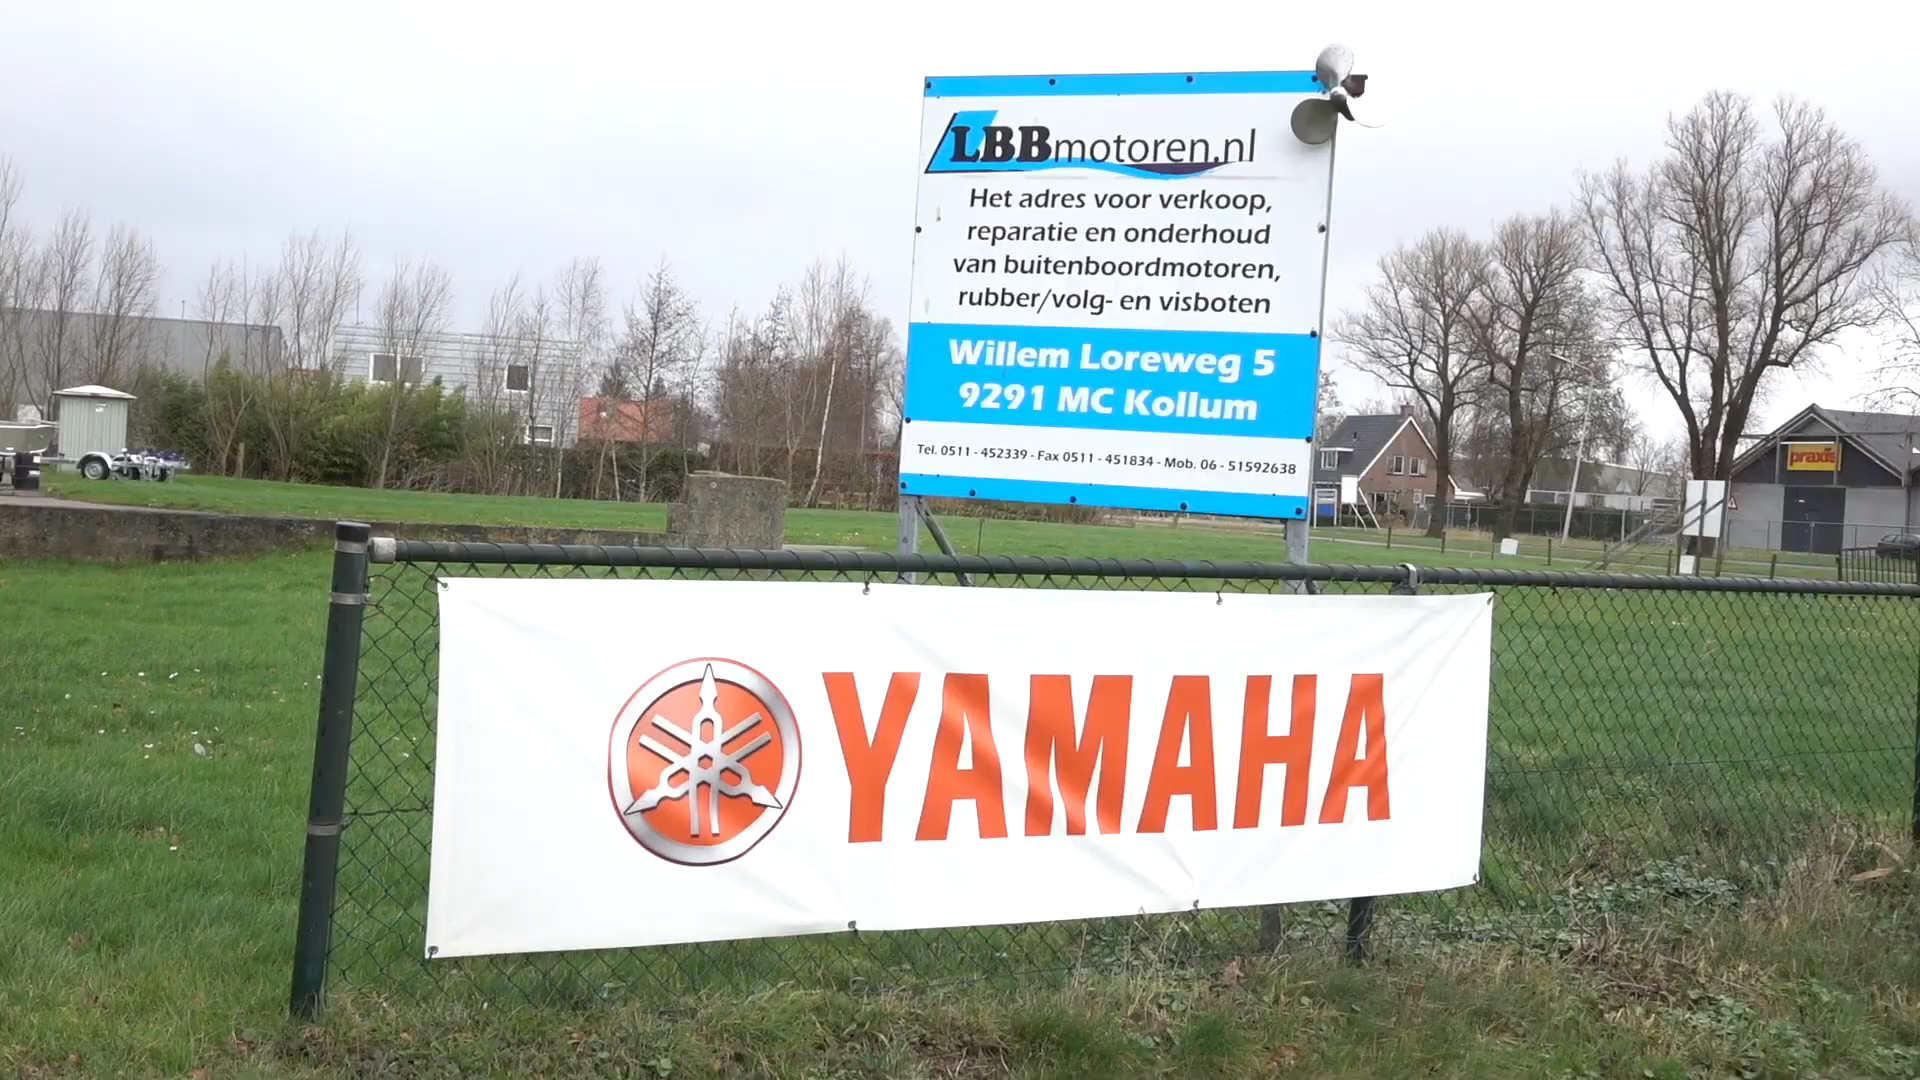 LBBmotoren.nl
Het adres voor verkoop,
reparatie en onderhoud
van buitenboordmotoren,
rubber/volg- en visboten
Willem Loreweg 5
9291 MC Kollum
Tel. 0511 - 452339 - Fax 0511 - 451834 - Mob. 06 - 51592638
praxis
YAMAHA